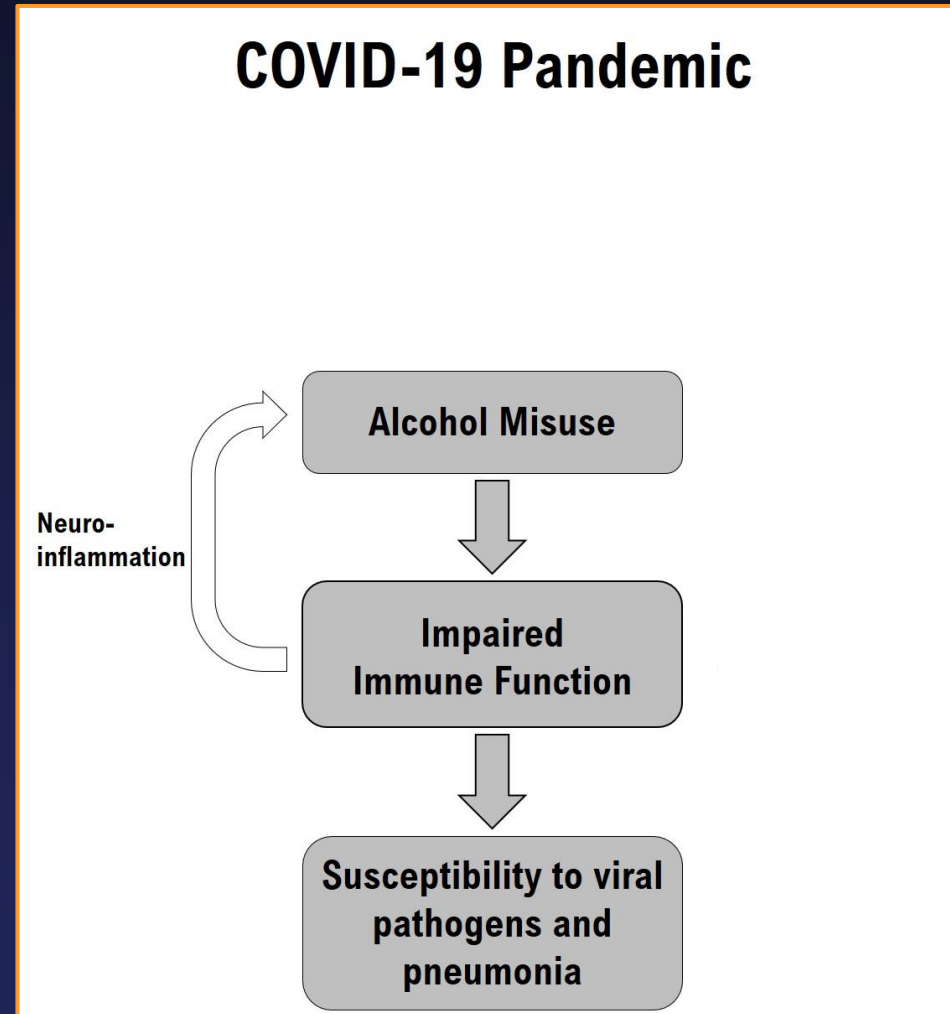 COVID-19 Pandemic
Alcohol Misuse
Neuro-
inflammation
Impaired
Immune Function
Susceptibility to viral
pathogens and
pneumonia